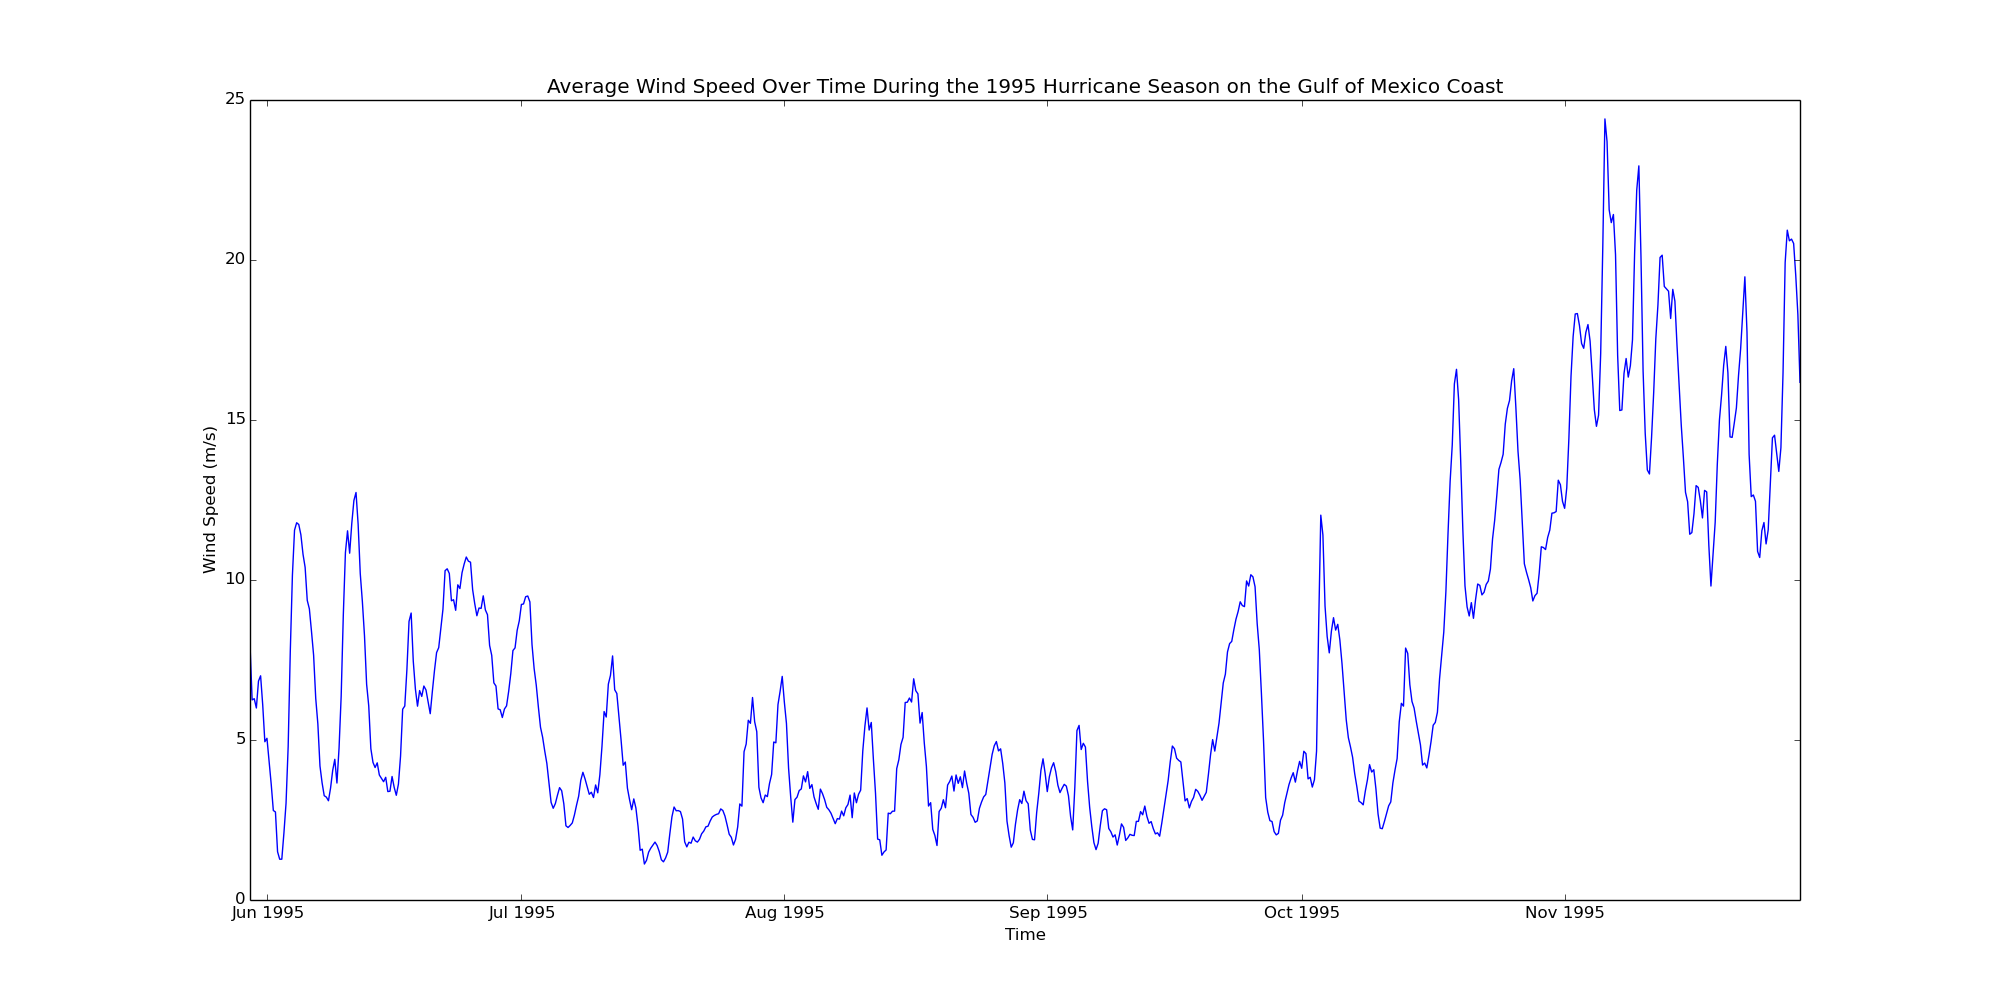 Average Wind Speed Over Time During the 1995 Hurricane Season on the Gulf of Mexico Coast
25
20
15
10
5
0
Wind Speed (m/s)
Jun 1995 Jul 1995 Aug 1995 Sep 1995 Oct 1995 Nov 1995
Time